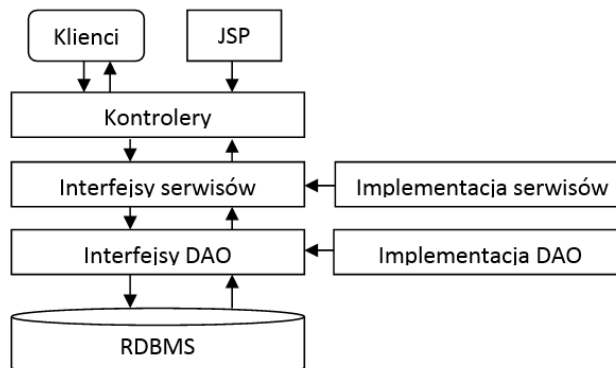 Klienci
JSP
Kontrolery
Interfejsy serwisów
Implementacja serwisów
Interfejsy DAO
Implementacja DAO
RDBMS